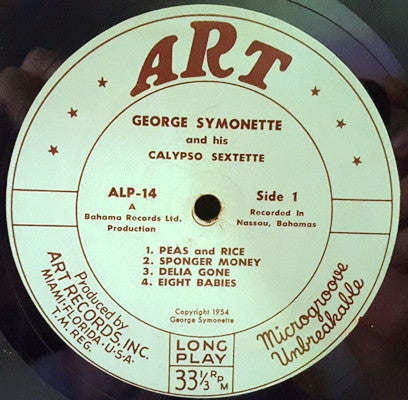 ART
GEORGE SYMONETTE
and his
CALYPSO SEXTETTE
ALP-14
A
Bahama Records Ltd.
Production
Side 1
Recorded In
Nassau, Bahamas
1. PEAS and RICE
2. SPONGER MONEY
3. DELIA GONE
4. EIGHT BABIES
Copyright 1954
George Symonette
Produced by
ART RECORDS, INC.
MIAMI-FLORIDA-U.S.A.
T.M. REG.
LONG
PLAY
33 1/3 RPM
Microgroove
Unbreakable